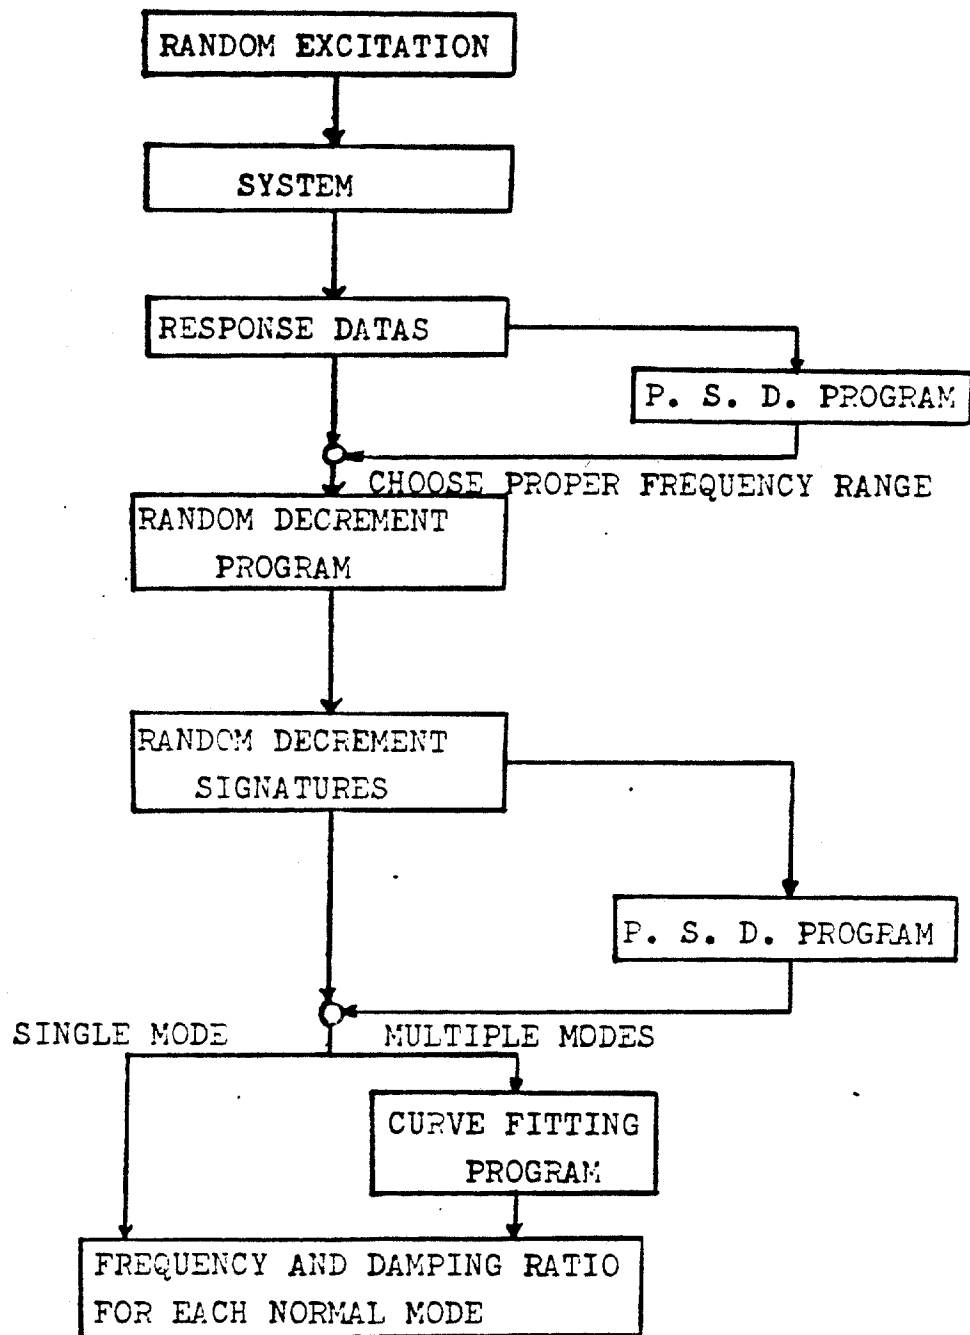 RANDOM EXCITATION
SYSTEM
RESPONSE DATAS
P. S. D. PROGRAM
CHOOSE PROPER FREQUENCY RANGE
RANDOM DECREMENT
PROGRAM
RANDOM DECREMENT
SIGNATURES
P. S. D. PROGRAM
SINGLE MODE
MULTIPLE MODES
CURVE FITTING
PROGRAM
FREQUENCY AND DAMPING RATIO
FOR EACH NORMAL MODE